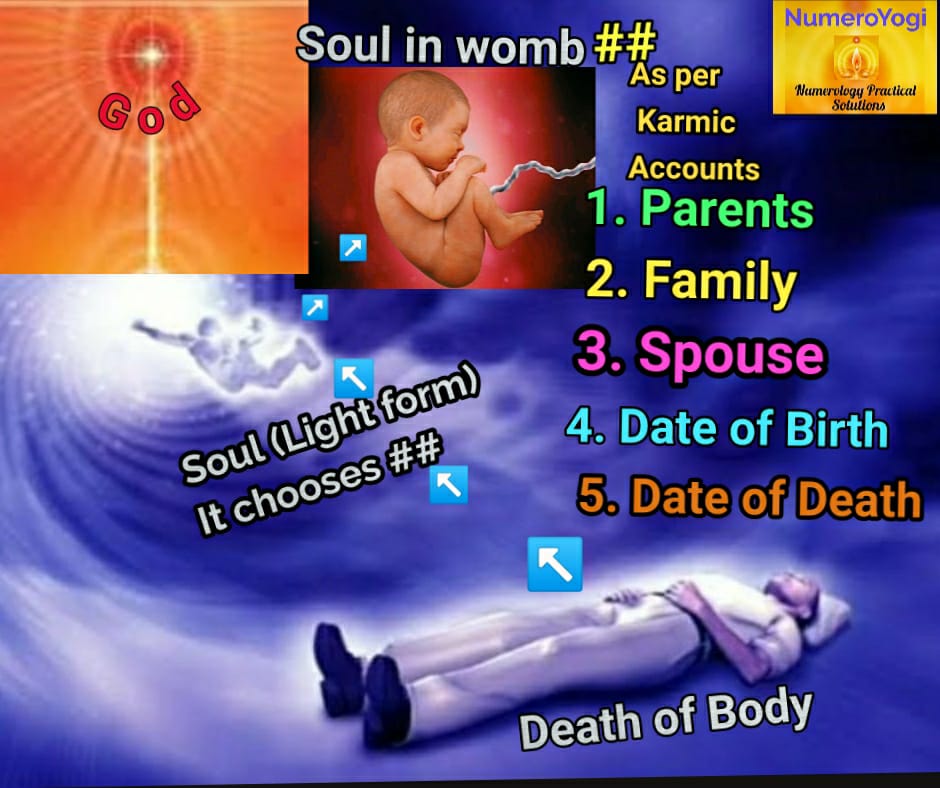 NumeroYogi
Numerology Practical
Solutions
God
Soul in womb ##
As per
Karmic
Accounts
1. Parents
2. Family
3. Spouse
4. Date of Birth
5. Date of Death
Soul (Light form)
It chooses ##
Death of Body